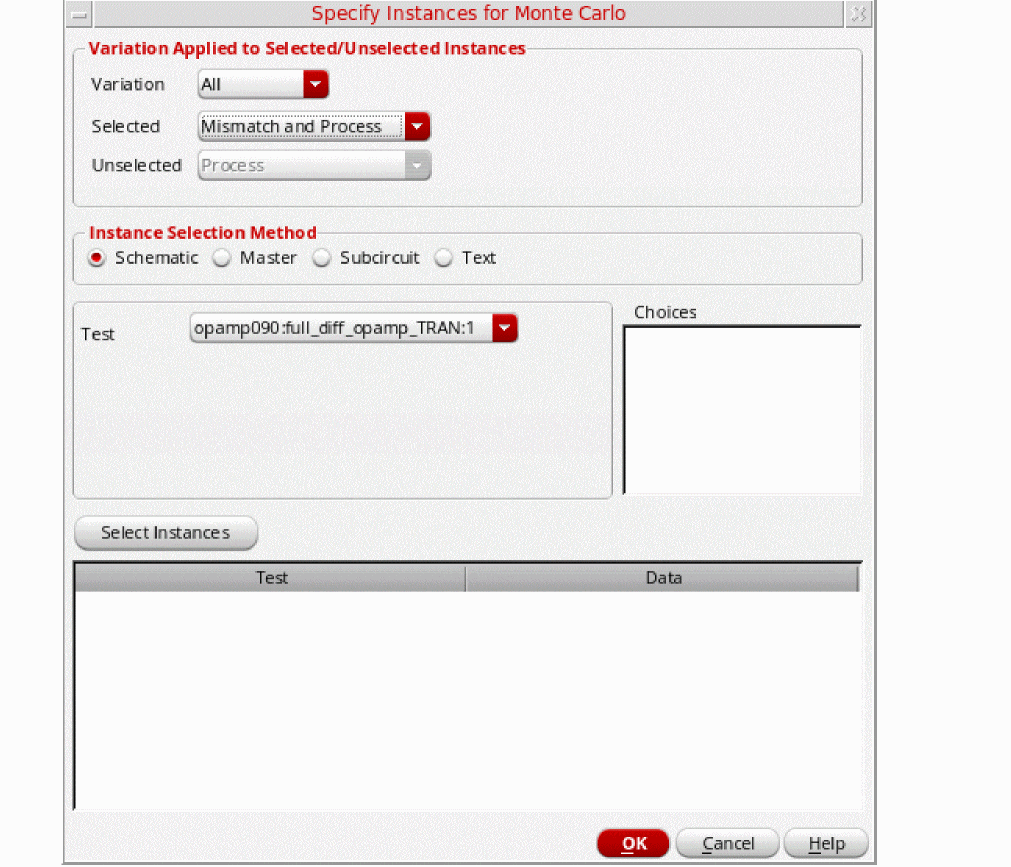 Specify Instances for Monte Carlo
Variation Applied to Selected/Unselected Instances
Variation All
Selected Mismatch and Process
Unselected Process
Instance Selection Method
Schematic Master Subcircuit Text
Test opamp090:full_diff_opamp_TRAN:1
Choices
Select Instances
Test Data
OK Cancel Help